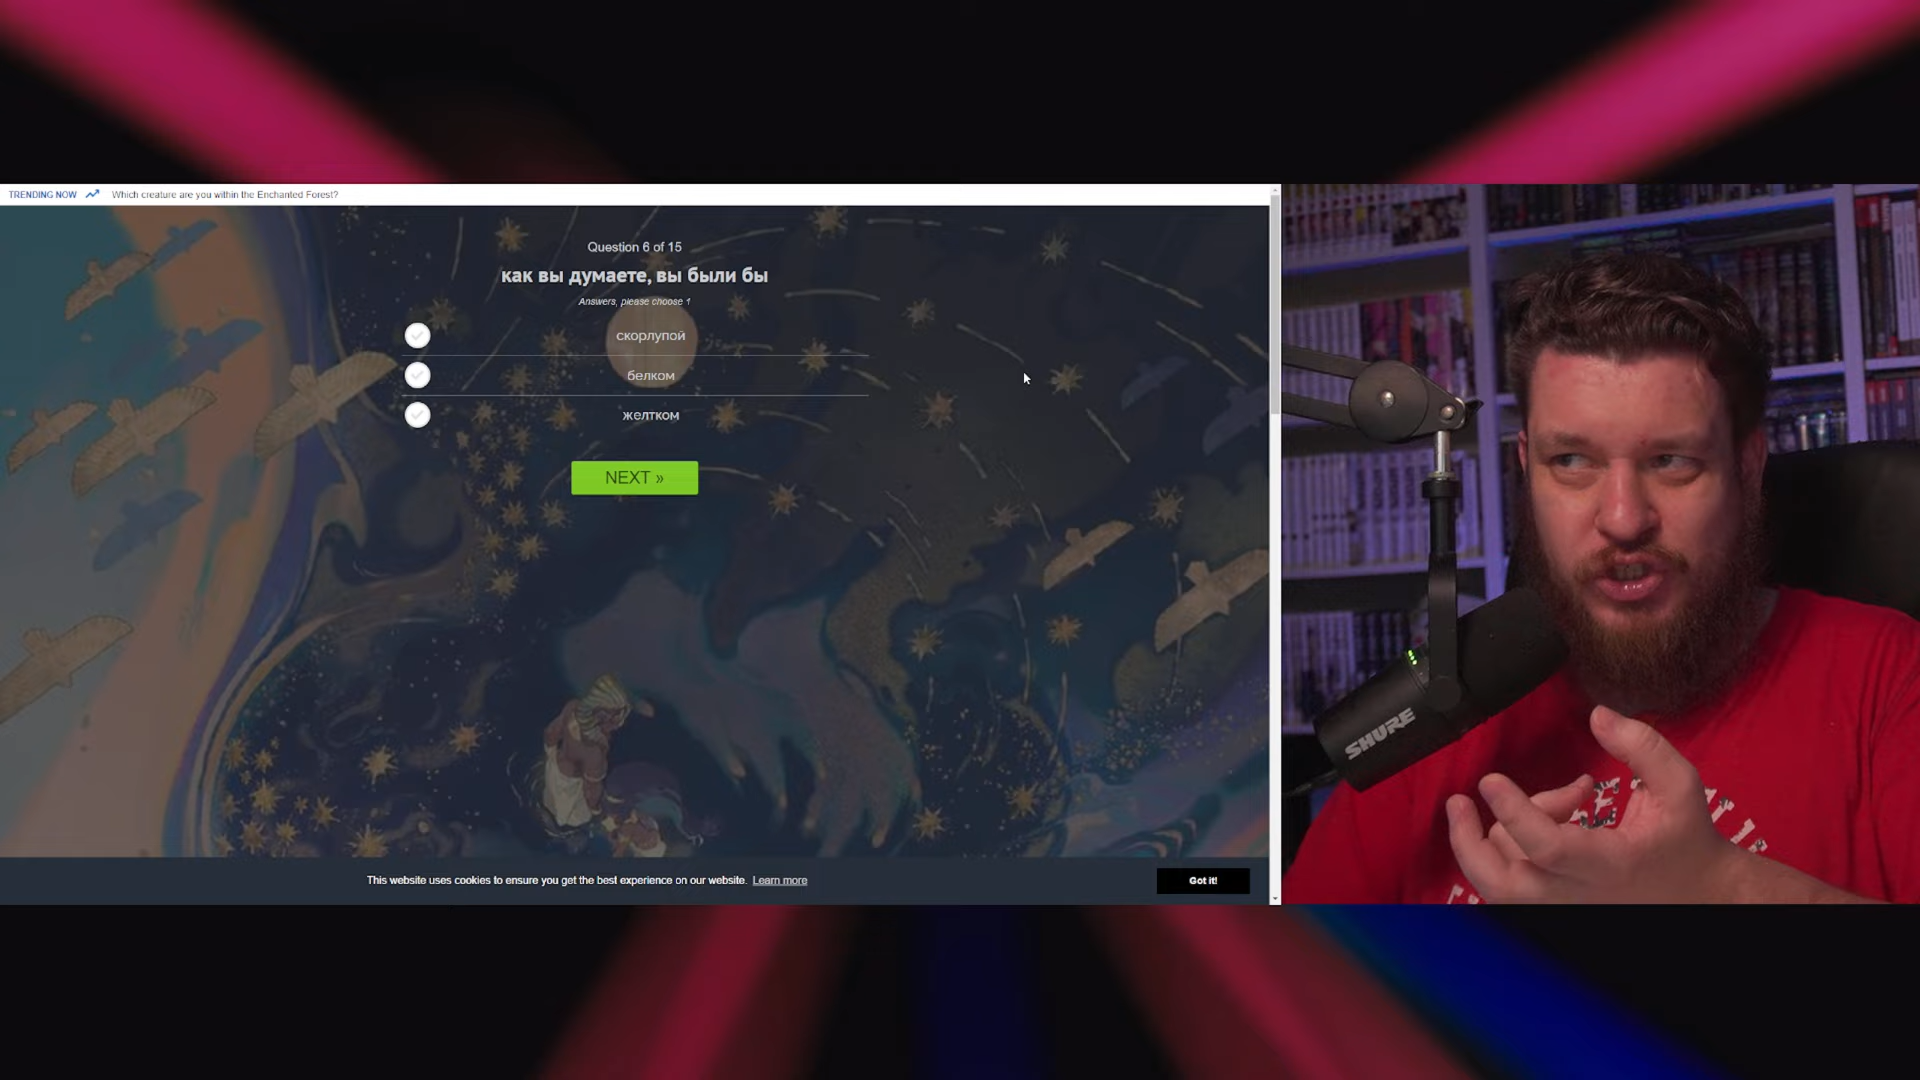 TRENDING NOW
Which creature are you within the Enchanted Forest?
Question 6 of 15
как вы думаете, вы были бы
Answers, please choose 1
скорлупой
белком
желтком
NEXT »
This website uses cookies to ensure you get the best experience on our website. Learn more
Got it!
SHURE